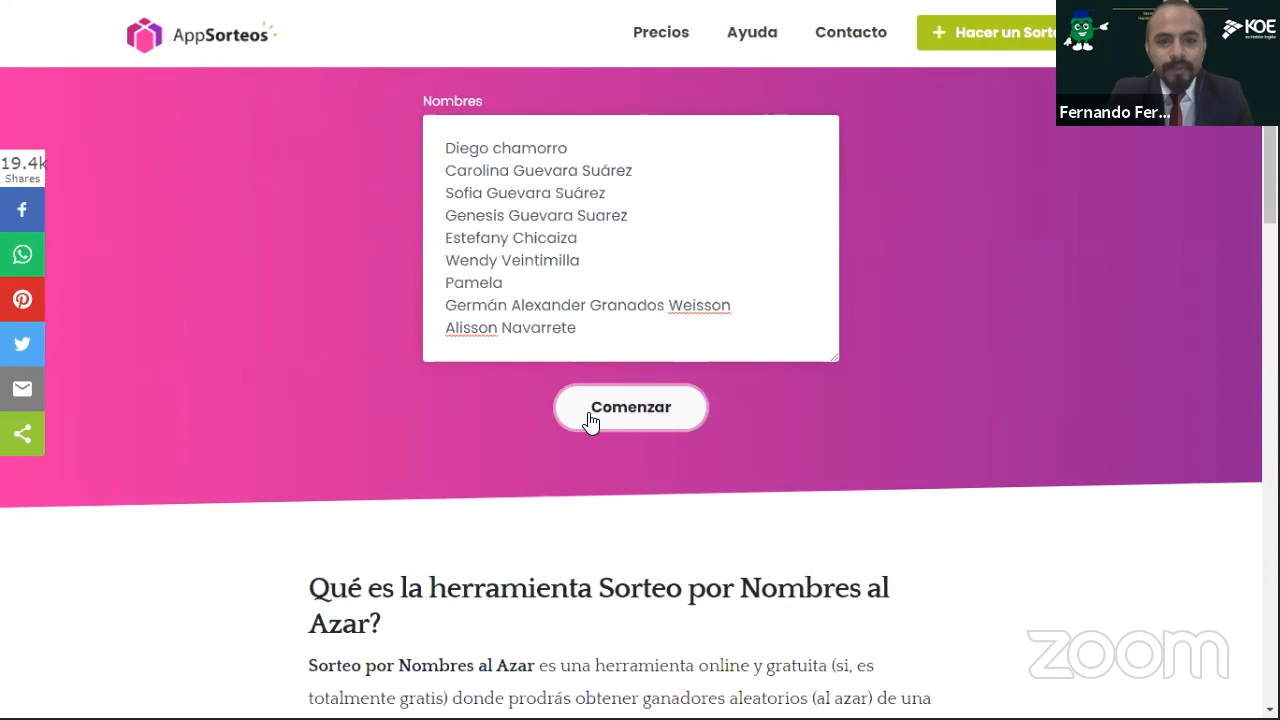 AppSorteos
Precios
Ayuda
Contacto
Hacer un Sorte
KOE
Fernando Fer...
Nombres
Diego chamorro
Carolina Guevara Suárez
Sofia Guevara Suárez
Genesis Guevara Suarez
Estefany Chicaiza
Wendy Veintimilla
Pamela
Germán Alexander Granados Weisson
Alisson Navarrete
19.4k
Shares
Comenzar
Qué es la herramienta Sorteo por Nombres al
Azar?
Sorteo por Nombres al Azar es una herramienta online y gratuita (si, es
totalmente gratis) donde prodrás obtener ganadores aleatorios (al azar) de una
zoom